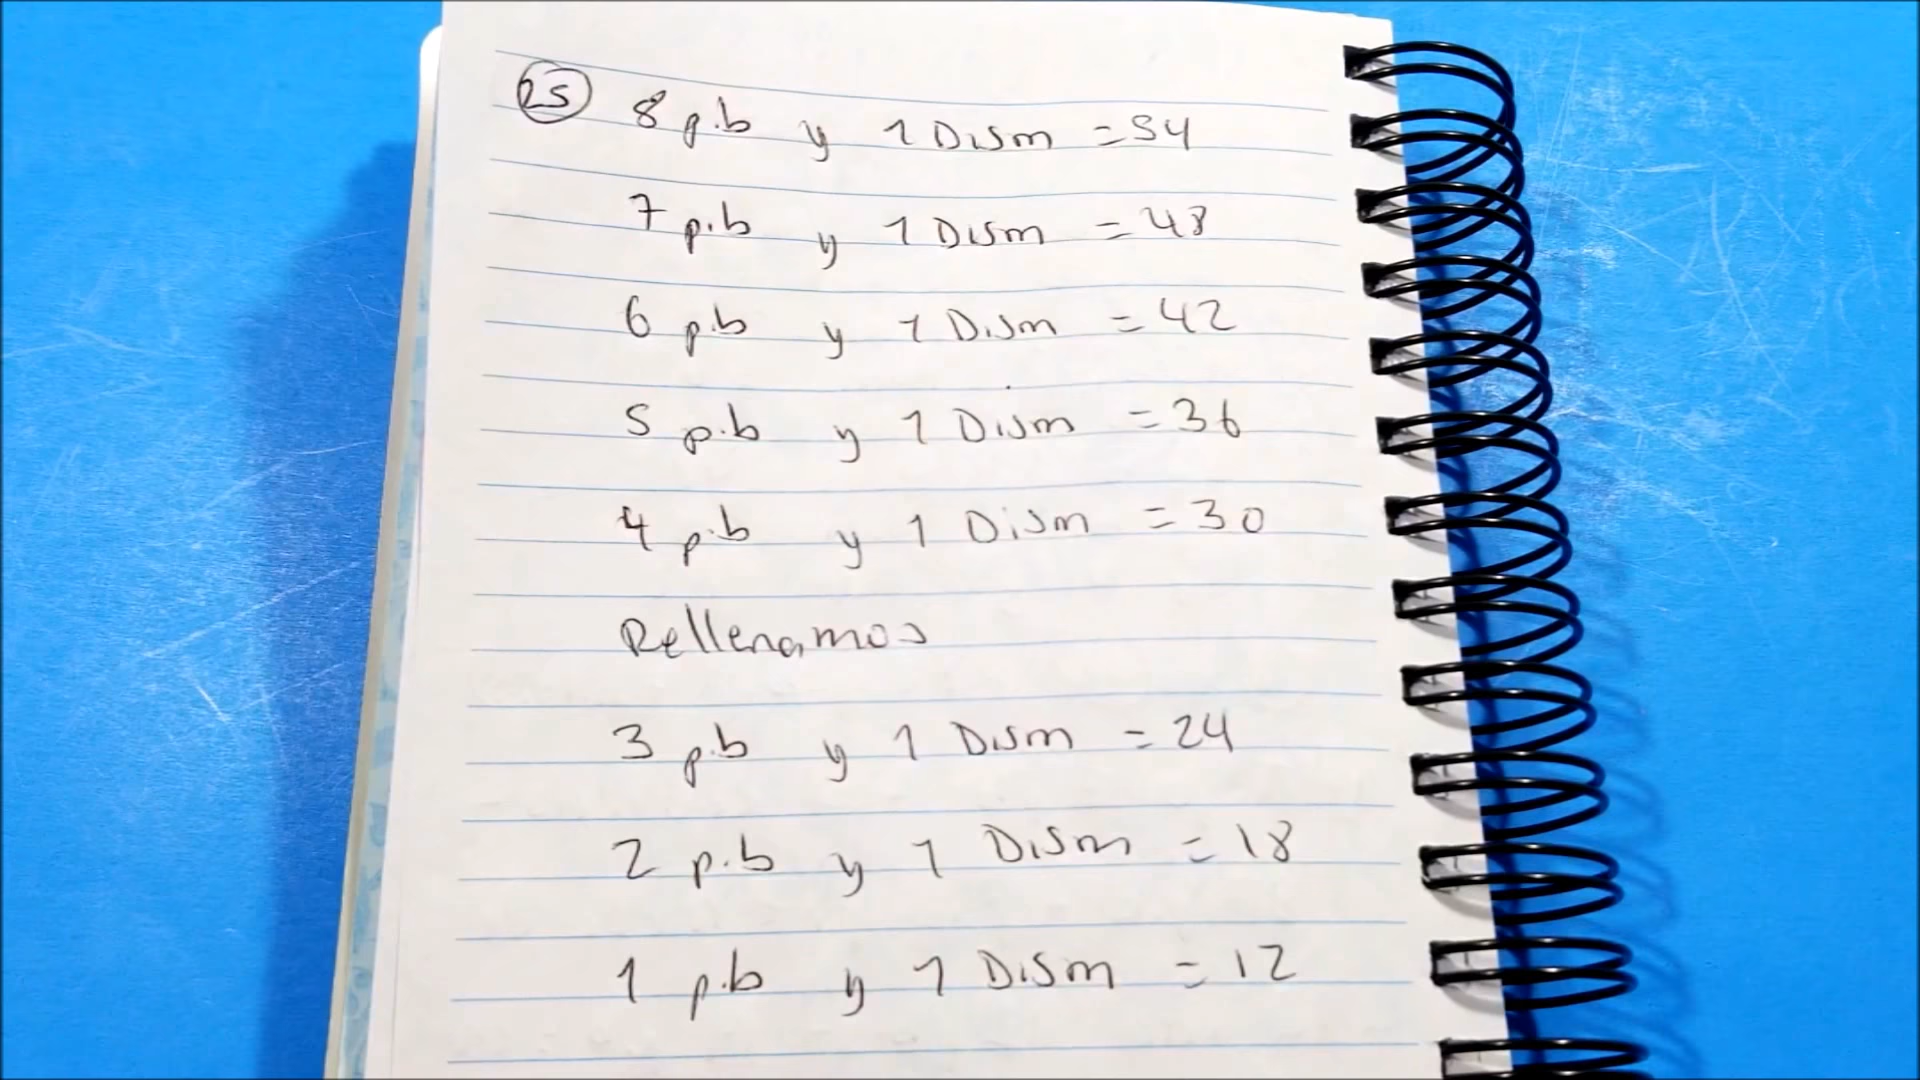 25 8 p.b y 1 Dism = 54
7 p.b y 1 Dism = 48
6 p.b y 1 Dism = 42
5 p.b y 1 Dism = 36
4 p.b y 1 Dism = 30
Rellenamos
3 p.b y 1 Dism = 24
2 p.b y 1 Dism = 18
1 p.b y 1 Dism = 12